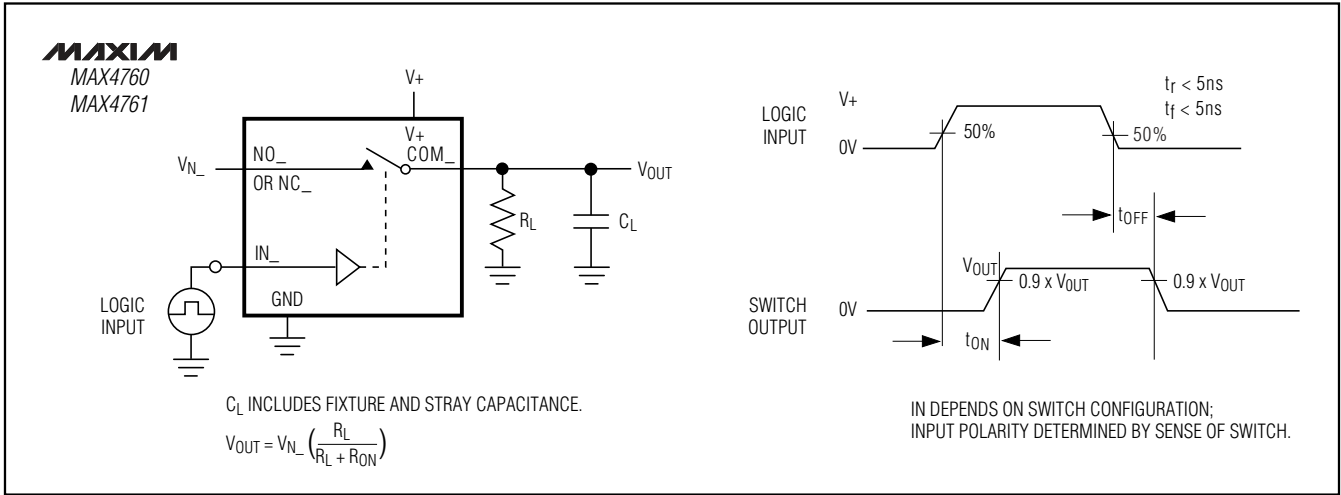 MAXIM
MAX4760
MAX4761
V+
V+
NO_
COM_
V_N_
OR NC_
V_OUT
R_L
C_L
IN_
LOGIC
INPUT
GND
C_L INCLUDES FIXTURE AND STRAY CAPACITANCE.
V_OUT = V_N_ (R_L / (R_L + R_ON))
LOGIC
INPUT
V+
0V
50%
50%
t_r < 5ns
t_f < 5ns
t_OFF
V_OUT
0.9 x V_OUT
0.9 x V_OUT
SWITCH
OUTPUT
0V
t_ON
IN DEPENDS ON SWITCH CONFIGURATION;
INPUT POLARITY DETERMINED BY SENSE OF SWITCH.